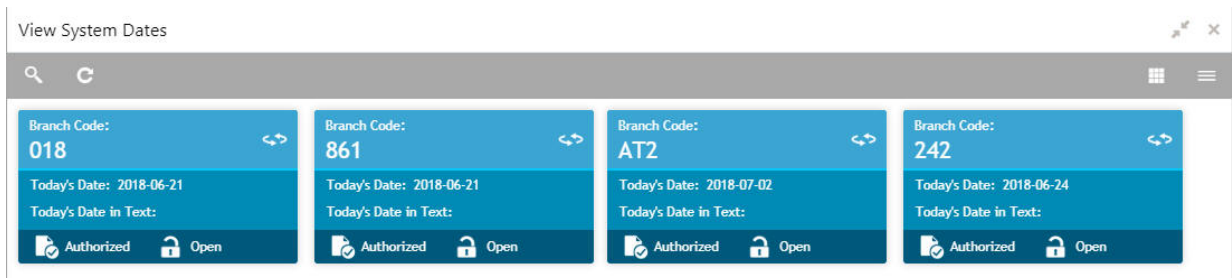 View System Dates
Branch Code:
018
Today's Date: 2018-06-21
Today's Date in Text:
Authorized Open
Branch Code:
861
Today's Date: 2018-06-21
Today's Date in Text:
Authorized Open
Branch Code:
AT2
Today's Date: 2018-07-02
Today's Date in Text:
Authorized Open
Branch Code:
242
Today's Date: 2018-06-24
Today's Date in Text:
Authorized Open